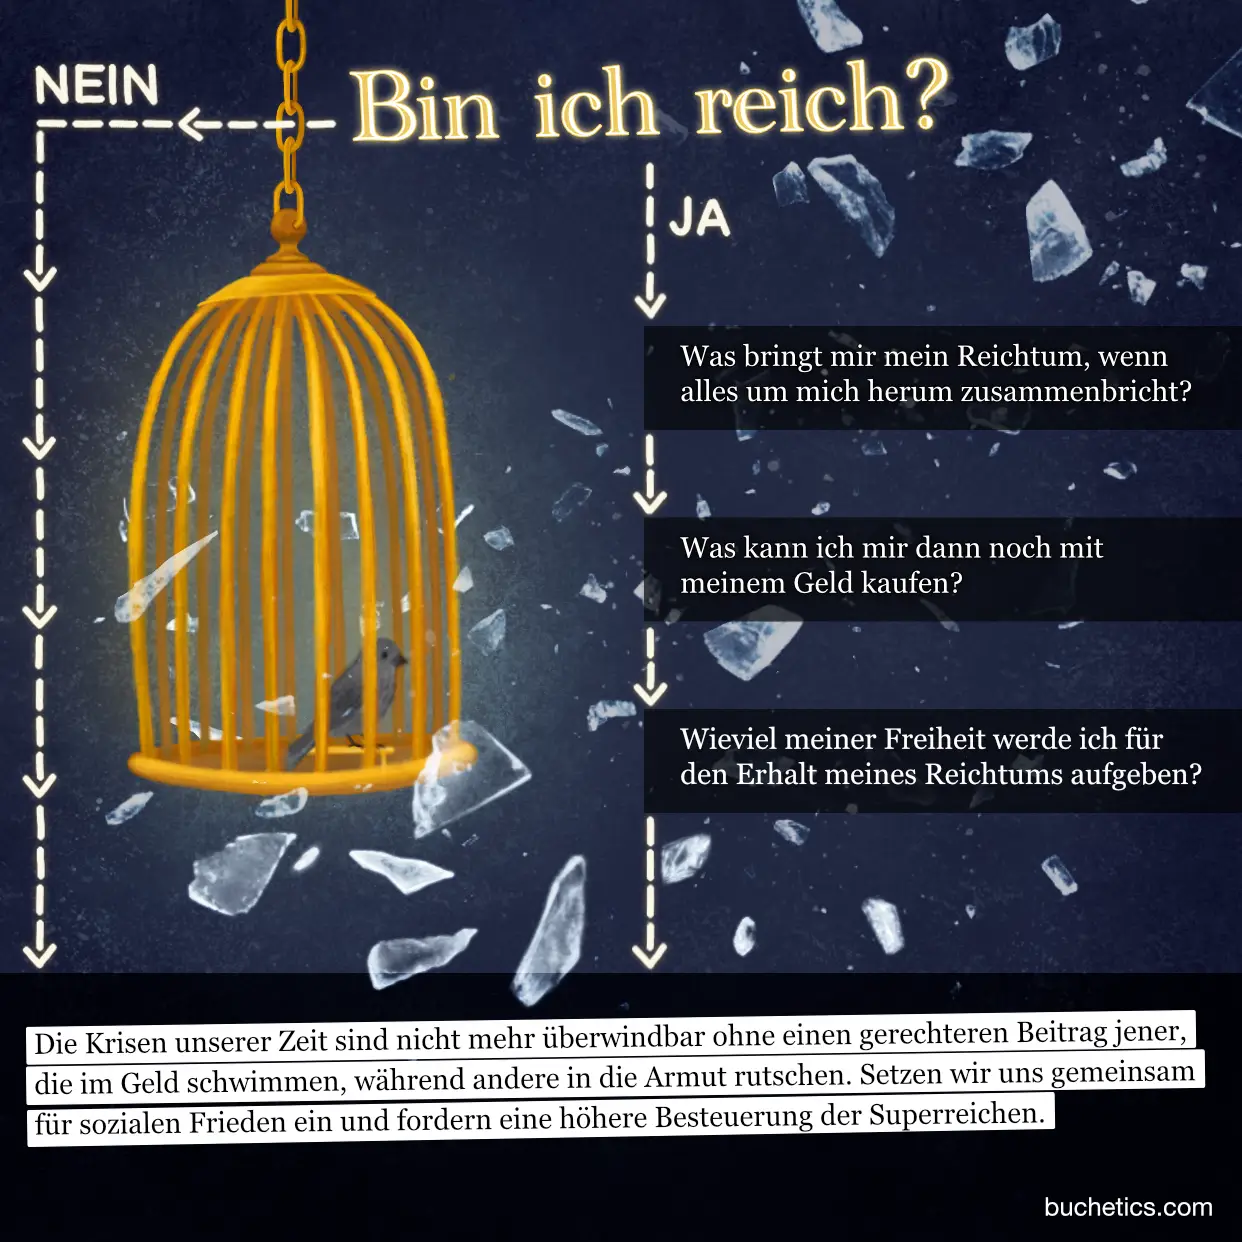 Bin ich reich?
NEIN
JA
Was bringt mir mein Reichtum, wenn
alles um mich herum zusammenbricht?
Was kann ich mir dann noch mit
meinem Geld kaufen?
Wieviel meiner Freiheit werde ich für
den Erhalt meines Reichtums aufgeben?
Die Krisen unserer Zeit sind nicht mehr überwindbar ohne einen gerechteren Beitrag jener,
die im Geld schwimmen, während andere in die Armut rutschen. Setzen wir uns gemeinsam
für sozialen Frieden ein und fordern eine höhere Besteuerung der Superreichen.
buchetics.com